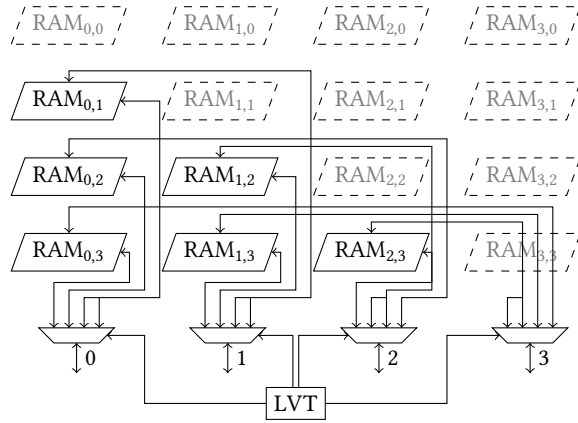 RAM0,0 RAM1,0 RAM2,0 RAM3,0
RAM0,1 RAM1,1 RAM2,1 RAM3,1
RAM0,2 RAM1,2 RAM2,2 RAM3,2
RAM0,3 RAM1,3 RAM2,3 RAM3,3
0 1 2 3
LVT